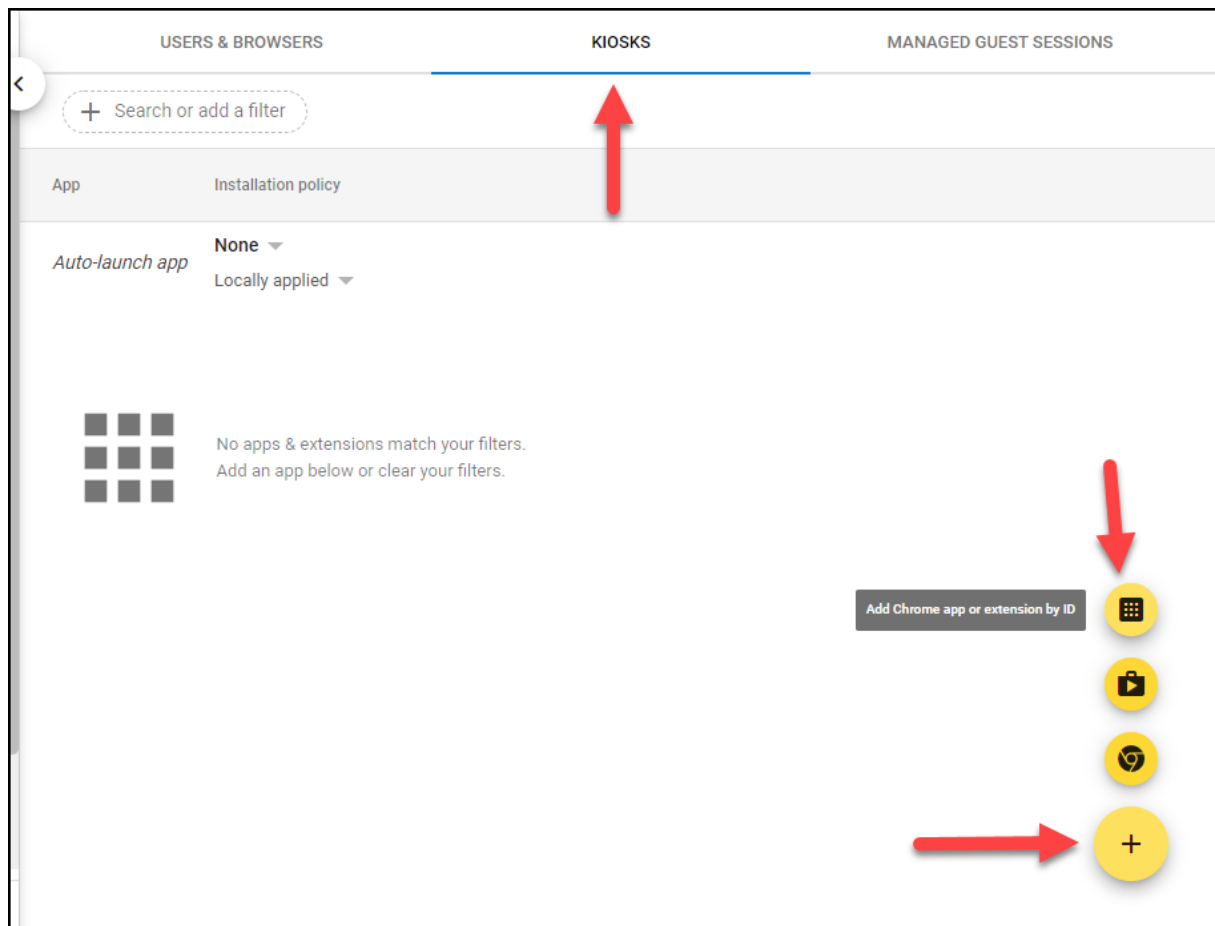 USERS & BROWSERS
KIOSKS
MANAGED GUEST SESSIONS
Search or add a filter
App
Installation policy
Auto-launch app
None
Locally applied
No apps & extensions match your filters.
Add an app below or clear your filters.
Add Chrome app or extension by ID